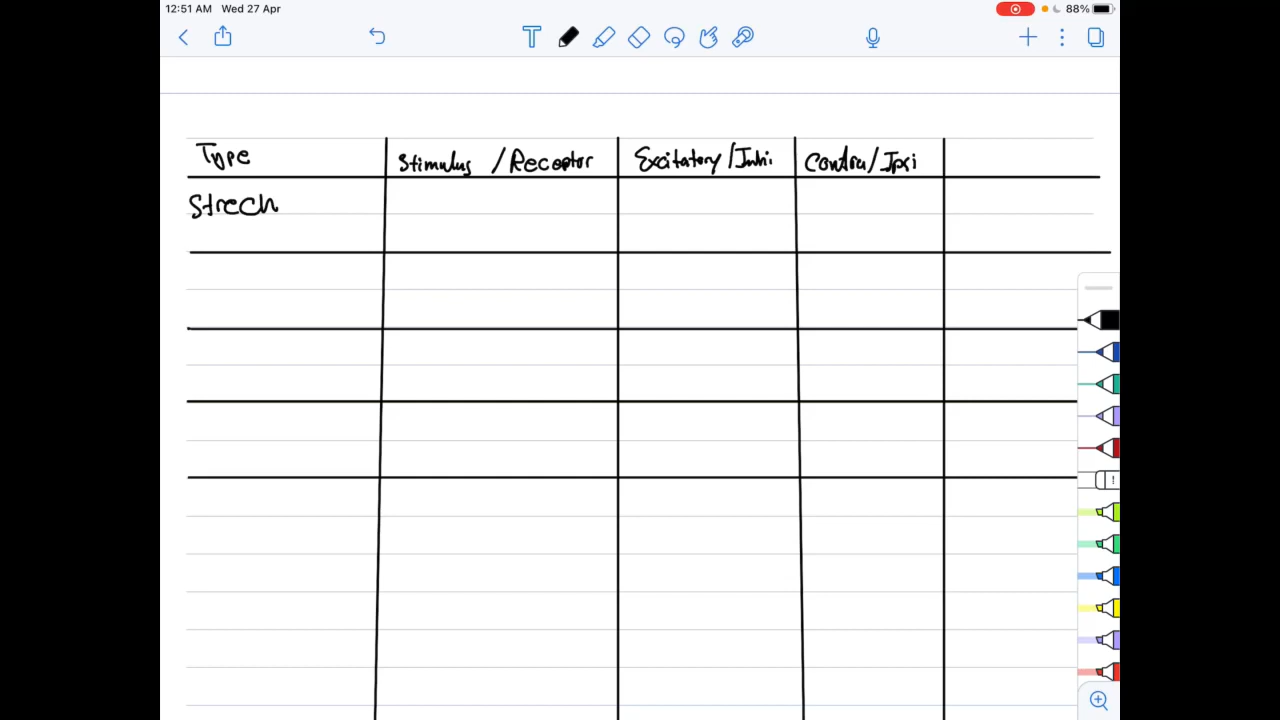 12:51 AM Wed 27 Apr 88%
Type Stimulus / Receptor Excitatory / Inhi. Contra / Ipsi
Strech